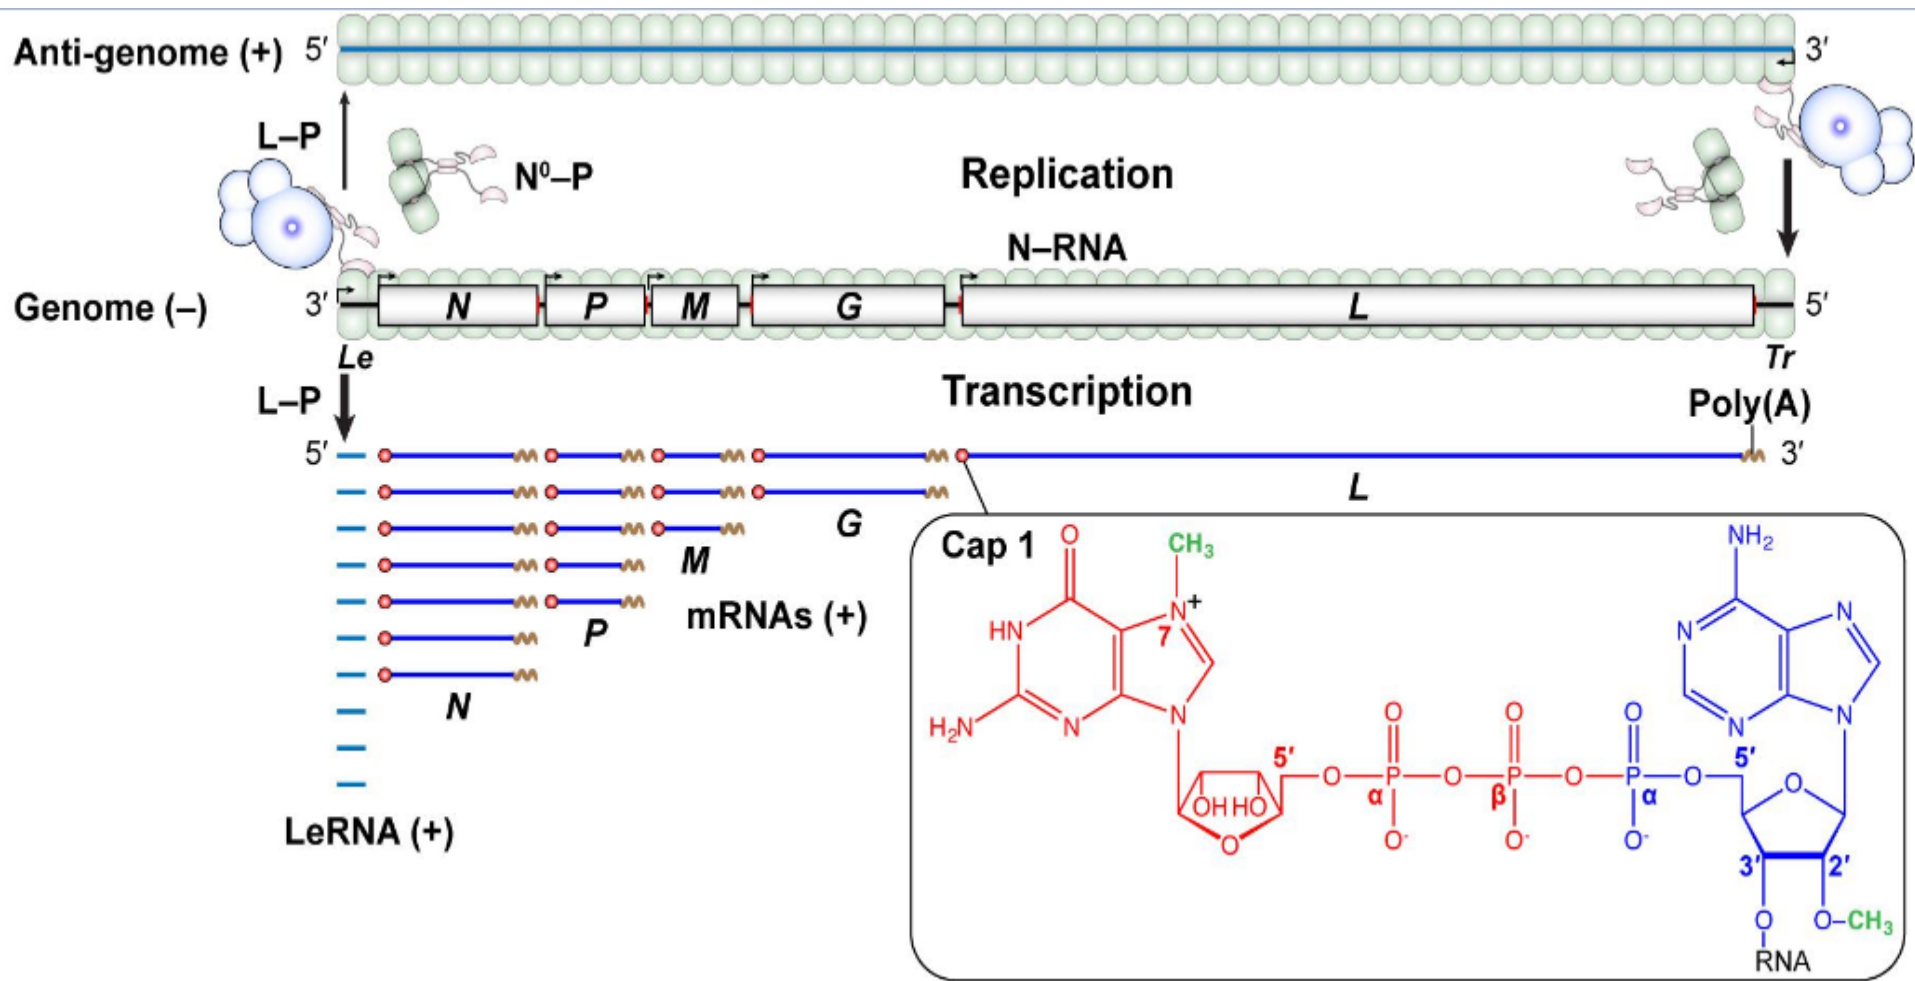 Anti-genome (+) 5′ 3′
L–P
N⁰–P
Replication
N–RNA
Genome (–) 3′ N P M G L 5′
Le Tr
L–P
Transcription
Poly(A)
5′ 3′
L
G
M
mRNAs (+)
P
N
LeRNA (+)
Cap 1
O CH₃ NH₂
HN N⁺ 7 N N
H₂N N N N N
O O O
5′ O P O P O P O 5′ O
α β α
OH HO
O O⁻ O⁻ O⁻
3′ 2′
O O–CH₃
RNA